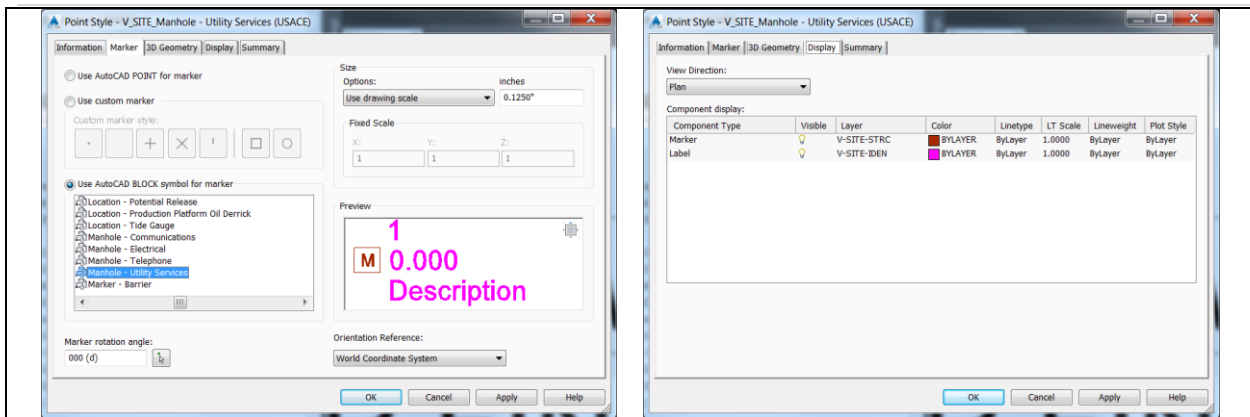 Point Style - V_SITE_Manhole - Utility Services (USACE)
Information Marker 3D Geometry Display Summary
Use AutoCAD POINT for marker
Use custom marker
Custom marker style:
Use AutoCAD BLOCK symbol for marker
Location - Potential Release
Location - Production Platform Oil Derrick
Location - Tide Gauge
Manhole - Communications
Manhole - Electrical
Manhole - Telephone
Manhole - Utility Services
Marker - Barrier
Marker rotation angle:
000 (d)
Size
Options: inches
Use drawing scale 0.1250"
Fixed Scale
X: Y: Z:
1 1 1
Preview
1
M 0.000
Description
Orientation Reference:
World Coordinate System
OK Cancel Apply Help
Point Style - V_SITE_Manhole - Utility Services (USACE)
Information Marker 3D Geometry Display Summary
View Direction:
Plan
Component display:
Component Type Visible Layer Color Linetype LT Scale Lineweight Plot Style
Marker V-SITE-STRC BYLAYER ByLayer 1.0000 ByLayer ByLayer
Label V-SITE-IDEN BYLAYER ByLayer 1.0000 ByLayer ByLayer
OK Cancel Apply Help